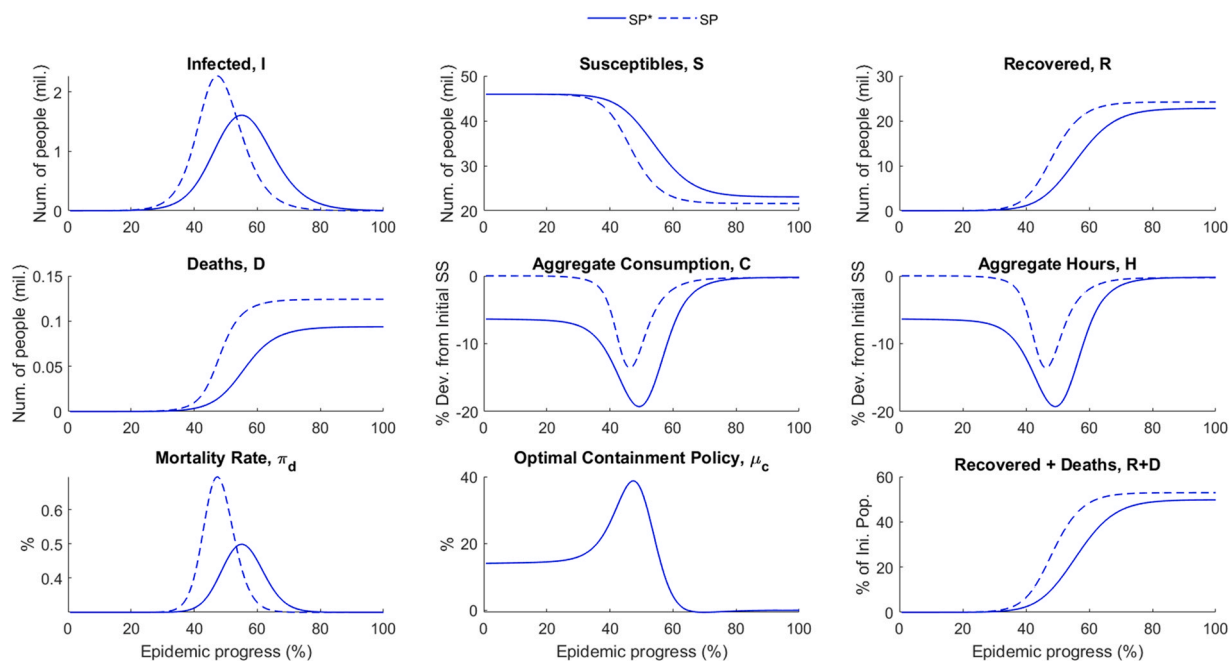 SP* SP
Infected, I
Num. of people (mil.)
2
1
0
0 20 40 60 80 100
Susceptibles, S
Num. of people (mil.)
50
40
30
20
0 20 40 60 80 100
Recovered, R
Num. of people (mil.)
30
20
10
0
0 20 40 60 80 100
Deaths, D
Num. of people (mil.)
0.15
0.1
0.05
0
0 20 40 60 80 100
Aggregate Consumption, C
% Dev. from Initial SS
0
-10
-20
0 20 40 60 80 100
Aggregate Hours, H
% Dev. from Initial SS
0
-10
-20
0 20 40 60 80 100
Mortality Rate, π_d
%
0.6
0.5
0.4
0 20 40 60 80 100
Epidemic progress (%)
Optimal Containment Policy, μ_c
%
40
20
0
0 20 40 60 80 100
Epidemic progress (%)
Recovered + Deaths, R+D
% of Ini. Pop.
60
40
20
0
0 20 40 60 80 100
Epidemic progress (%)